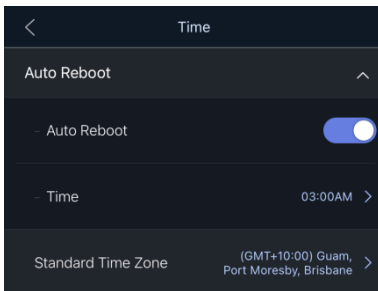 Time
Auto Reboot
- Auto Reboot
- Time 03:00AM
Standard Time Zone (GMT+10:00) Guam,
Port Moresby, Brisbane